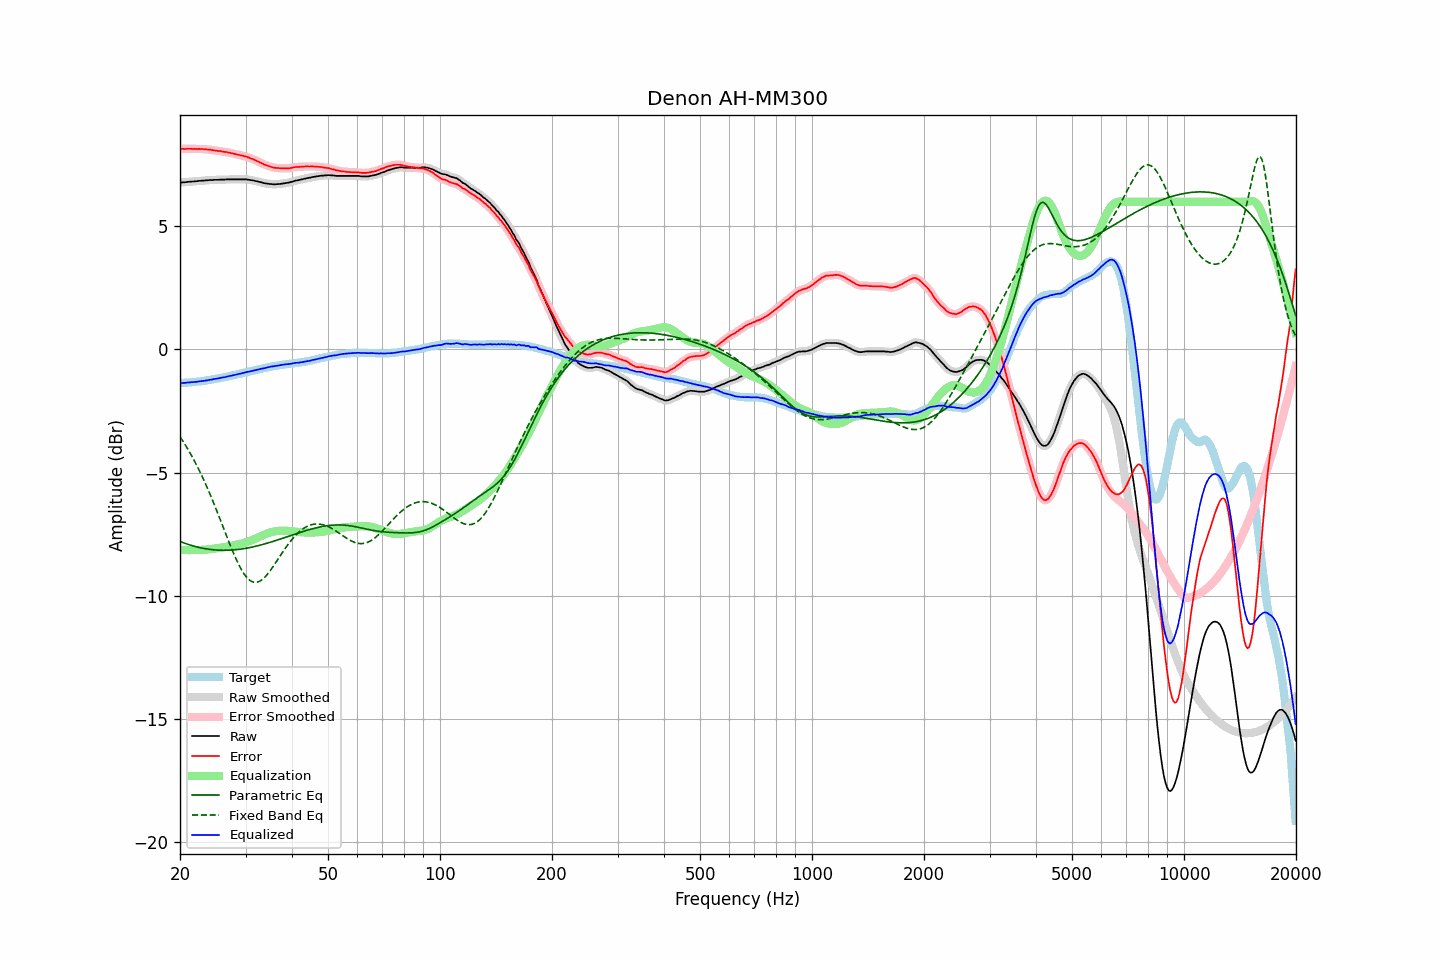 Denon AH-MM300
Amplitude (dBr)
5
0
−5
−10
−15
−20
Target
Raw Smoothed
Error Smoothed
Raw
Error
Equalization
Parametric Eq
Fixed Band Eq
Equalized
20 50 100 200 500 1000 2000 5000 10000 20000
Frequency (Hz)